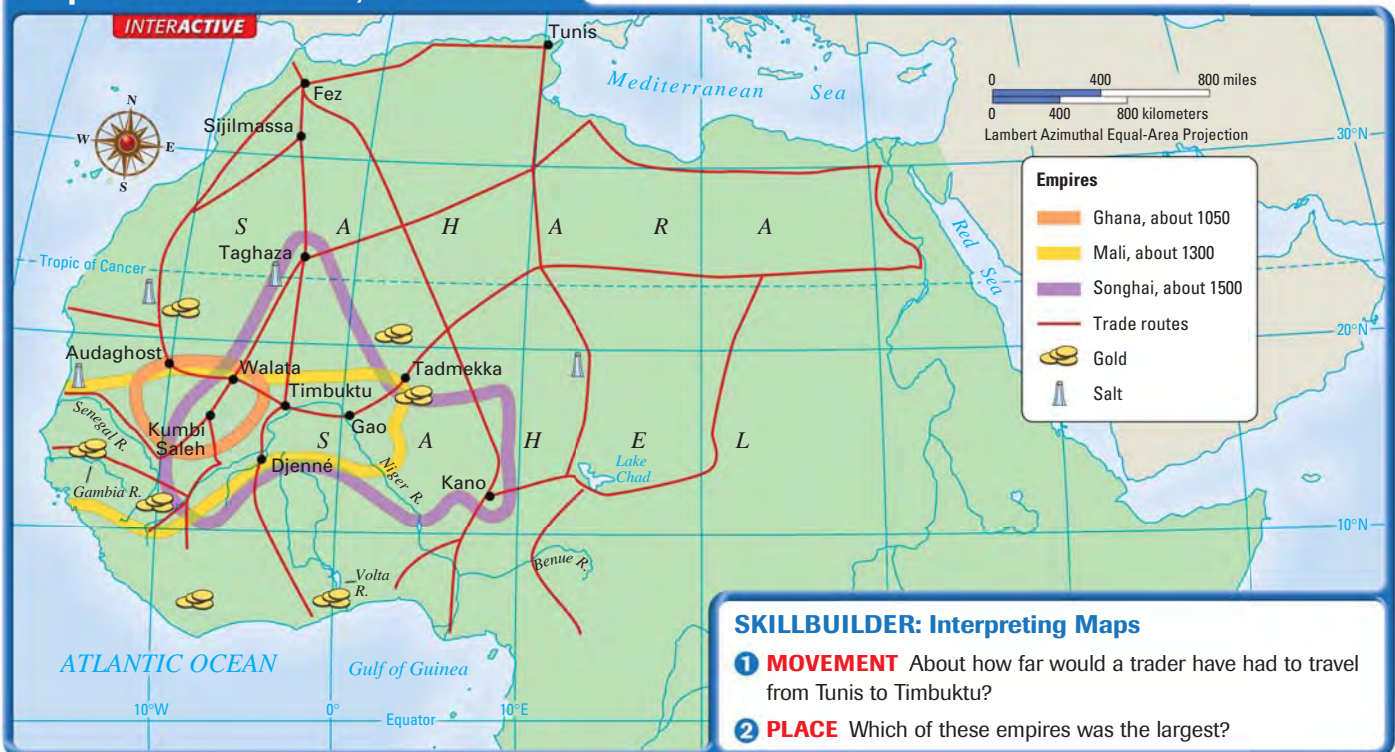 INTERACTIVE
Tunis
Mediterranean Sea
0 400 800 miles
0 400 800 kilometers
Lambert Azimuthal Equal-Area Projection
30°N
Fez
Sijilmassa
N
W E
S
Empires
Ghana, about 1050
Mali, about 1300
Songhai, about 1500
Trade routes
Gold
Salt
S A H A R A
Red Sea
Taghaza
Tropic of Cancer
20°N
Audaghost
Walata
Tadmekka
Timbuktu
Senegal R.
Kumbi
Saleh
Gao
S A H E L
Djenné
Niger R.
Lake
Chad
Kano
Gambia R.
10°N
Benue R.
Volta
R.
ATLANTIC OCEAN
Gulf of Guinea
10°W
0°
Equator
10°E
SKILLBUILDER: Interpreting Maps
1 MOVEMENT About how far would a trader have had to travel
from Tunis to Timbuktu?
2 PLACE Which of these empires was the largest?